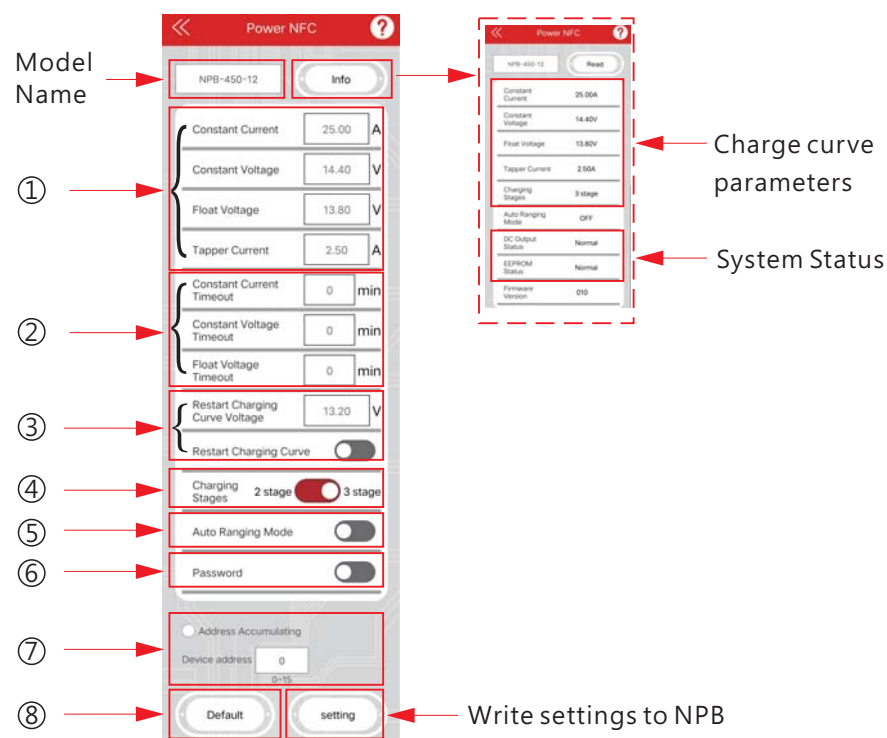 Power NFC
?
Model
Name
NPB-450-12
Info
①
Constant Current
25.00
A
Constant Voltage
14.40
V
Float Voltage
13.80
V
Tapper Current
2.50
A
②
Constant Current
Timeout
0
min
Constant Voltage
Timeout
0
min
Float Voltage
Timeout
0
min
③
Restart Charging
Curve Voltage
13.20
V
Restart Charging Curve
④
Charging
Stages
2 stage
3 stage
⑤
Auto Ranging Mode
⑥
Password
⑦
Address Accumulating
Device address
0
0~15
⑧
Default
setting
Write settings to NPB
Power NFC
?
NPB-450-12
Read
Constant
Current
25.00A
Constant
Voltage
14.40V
Float Voltage
13.80V
Tapper Current
2.50A
Charging
Stages
3 stage
Auto Ranging
Mode
OFF
DC Output
Status
Normal
EEPROM
Status
Normal
Firmware
Version
010
Charge curve
parameters
System Status